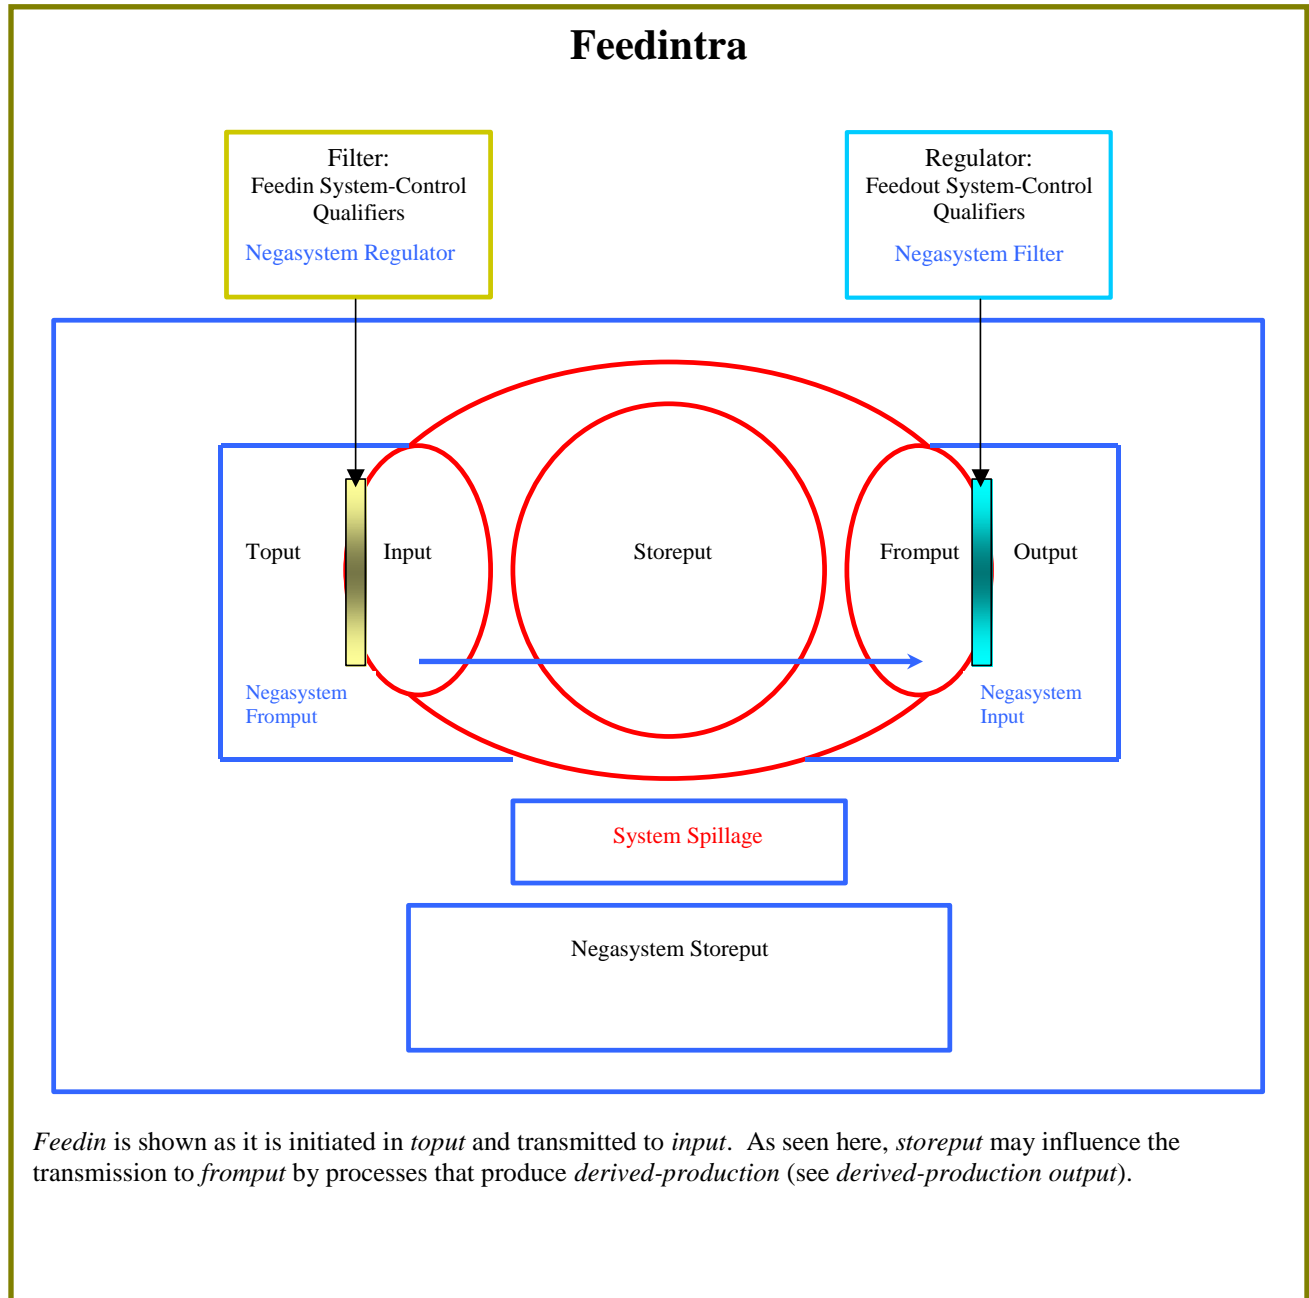 Feedintra
Filter:
Feedin System-Control
Qualifiers
Negasystem Regulator
Regulator:
Feedout System-Control
Qualifiers
Negasystem Filter
Toput
Input
Storeput
Fromput
Output
Negasystem
Fromput
Negasystem
Input
System Spillage
Negasystem Storeput
Feedin is shown as it is initiated in toput and transmitted to input.  As seen here, storeput may influence the
transmission to fromput by processes that produce derived-production (see derived-production output).